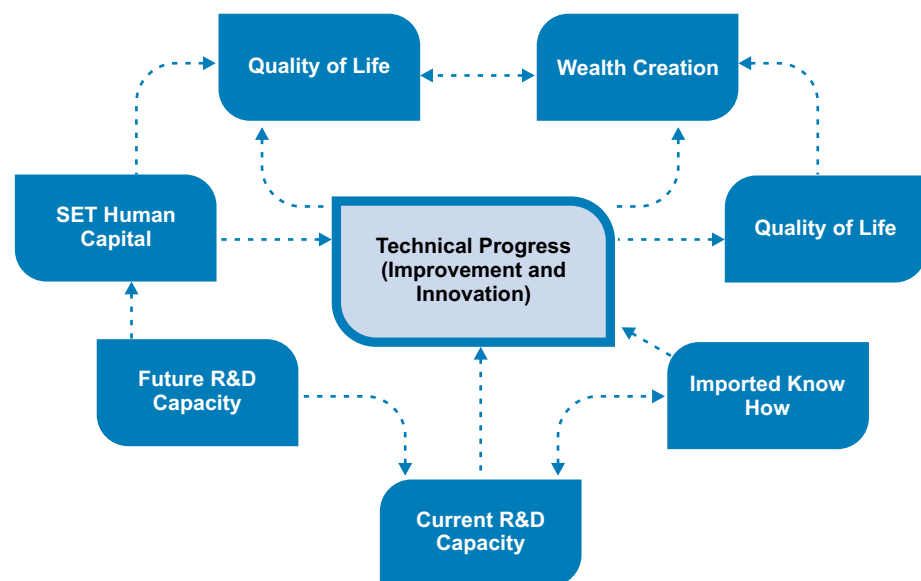 Quality of Life
Wealth Creation
SET Human
Capital
Technical Progress
(Improvement and
Innovation)
Quality of Life
Future R&D
Capacity
Imported Know
How
Current R&D
Capacity